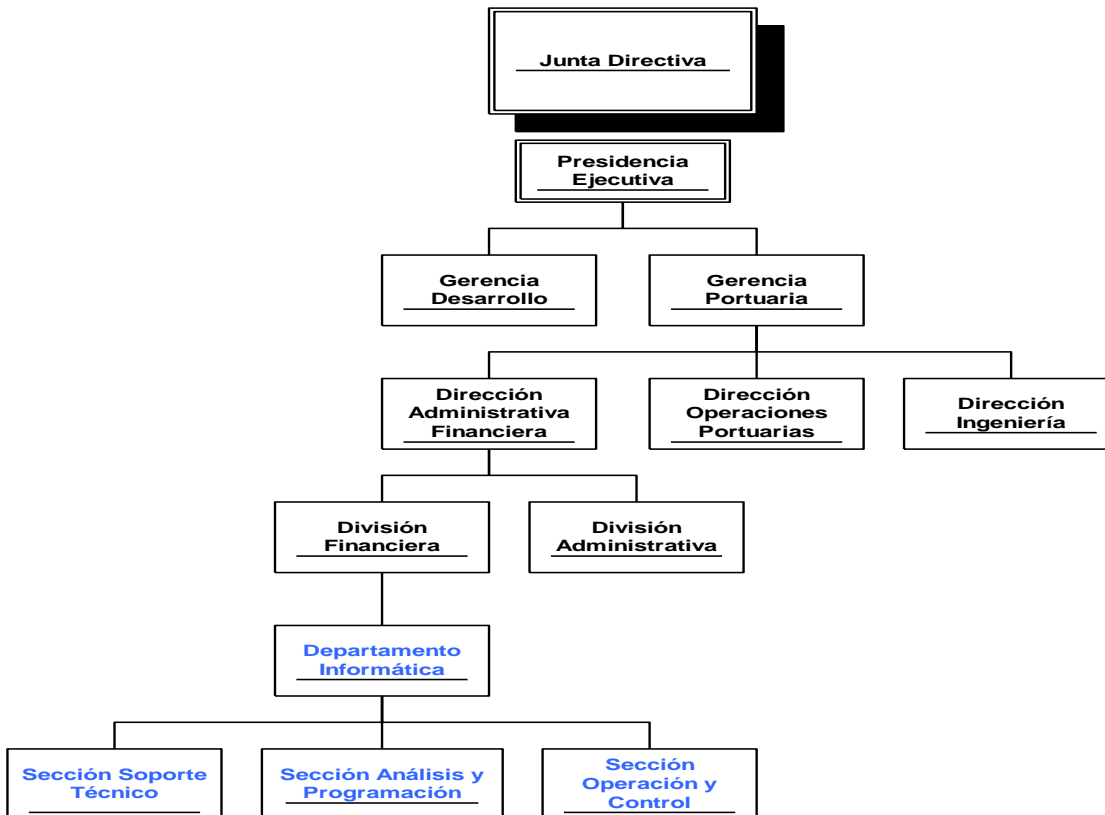 Junta Directiva
Presidencia
Ejecutiva
Gerencia
Desarrollo
Gerencia
Portuaria
Dirección
Administrativa
Financiera
Dirección
Operaciones
Portuarias
Dirección
Ingeniería
División
Financiera
División
Administrativa
Departamento
Informática
Sección Soporte
Técnico
Sección Análisis y
Programación
Sección
Operación y
Control